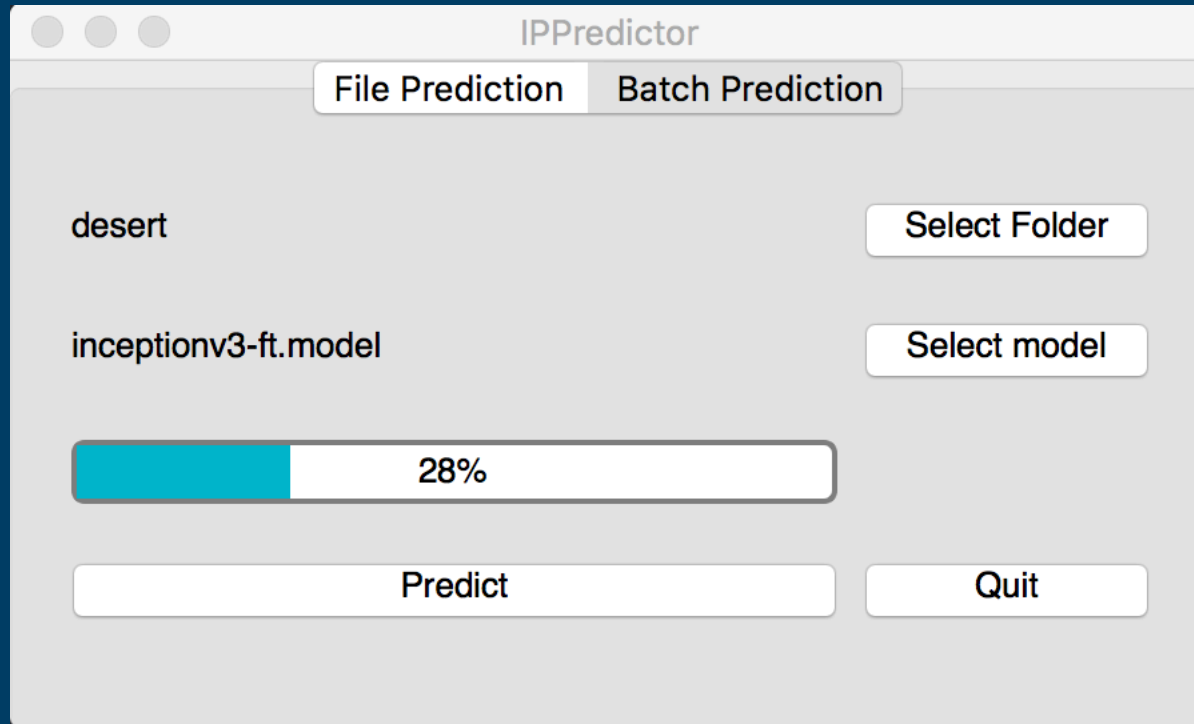 IPPredictor
File Prediction Batch Prediction
desert Select Folder
inceptionv3-ft.model Select model
28%
Predict Quit